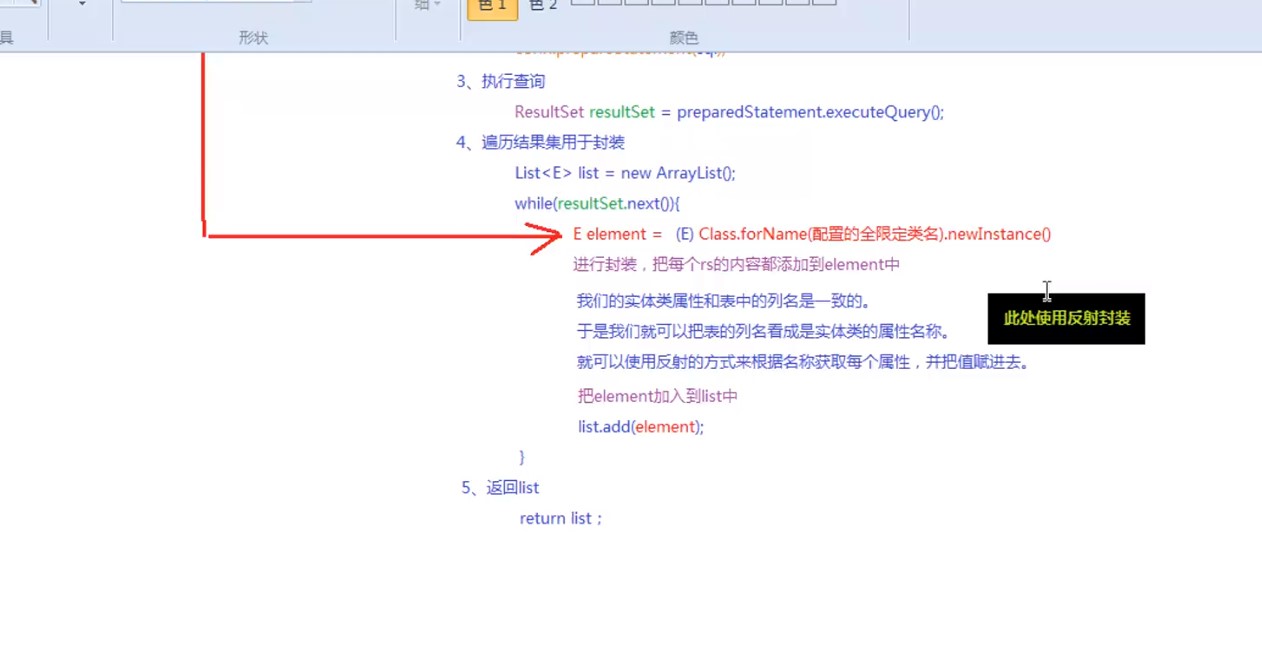 细
色 1
色 2
具
形状
颜色
3、执行查询
ResultSet resultSet = preparedStatement.executeQuery();
4、遍历结果集用于封装
List<E> list = new ArrayList();
while(resultSet.next()){
E element = (E) Class.forName(配置的全限定类名).newInstance()
进行封装，把每个rs的内容都添加到element中
我们的实体类属性和表中的列名是一致的。
此处使用反射封装
于是我们就可以把表的列名看成是实体类的属性名称。
就可以使用反射的方式来根据名称获取每个属性，并把值赋进去。
把element加入到list中
list.add(element);
}
5、返回list
return list；